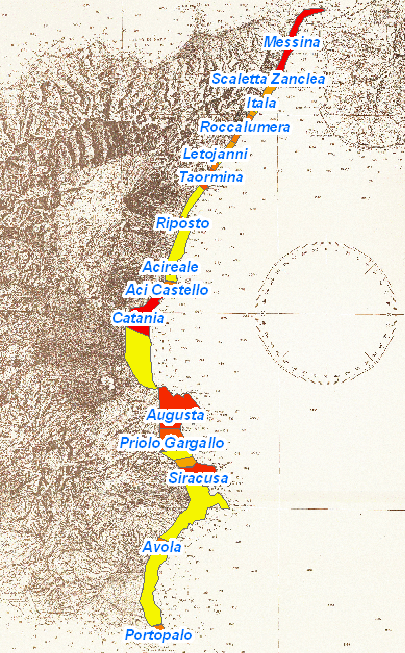 Messina
Scaletta Zanclea
Itala
Roccalumera
Letojanni
Taormina
Riposto
Acireale
Aci Castello
Catania
Augusta
Priolo Gargallo
Siracusa
Avola
Portopalo